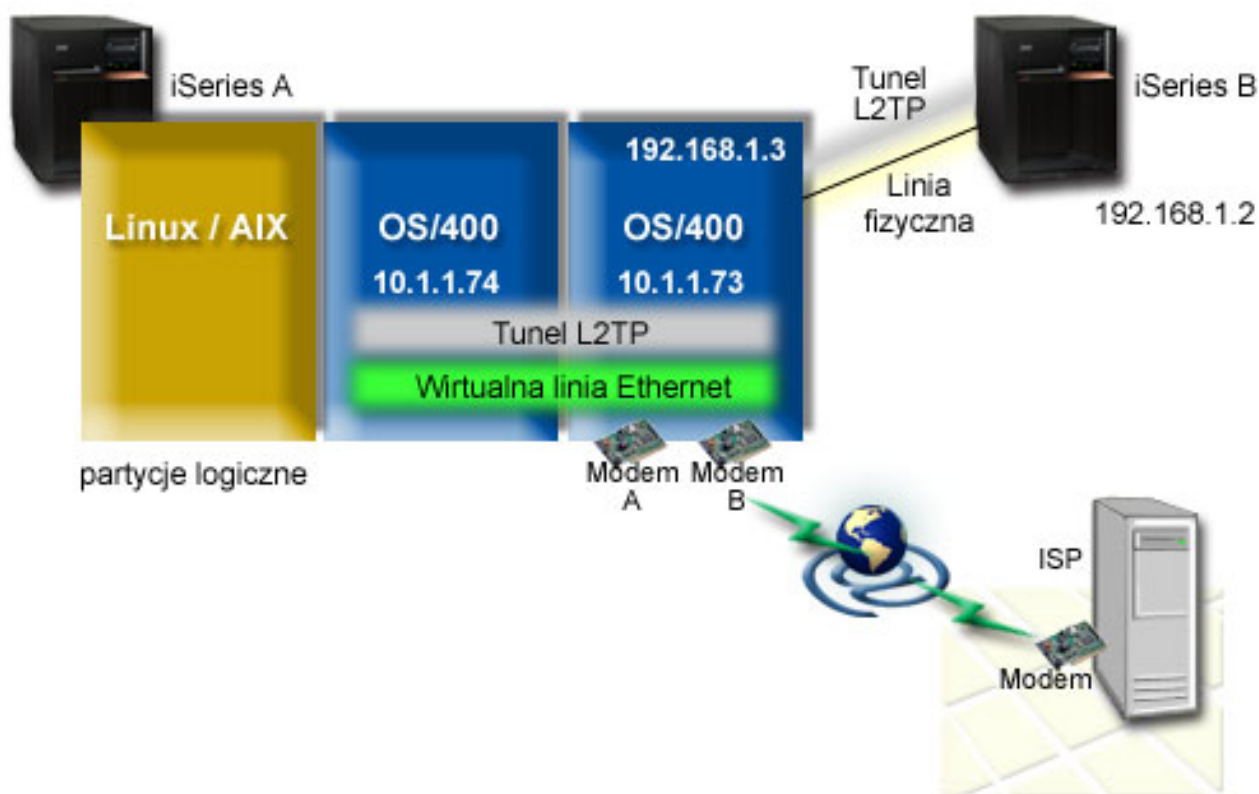 iSeries A
Tunel
L2TP
iSeries B
192.168.1.3
Linia
fizyczna
192.168.1.2
Linux / AIX
OS/400
OS/400
10.1.1.74
10.1.1.73
Tunel L2TP
Wirtualna linia Ethernet
partycje logiczne
Modem
A
Modem
B
ISP
Modem